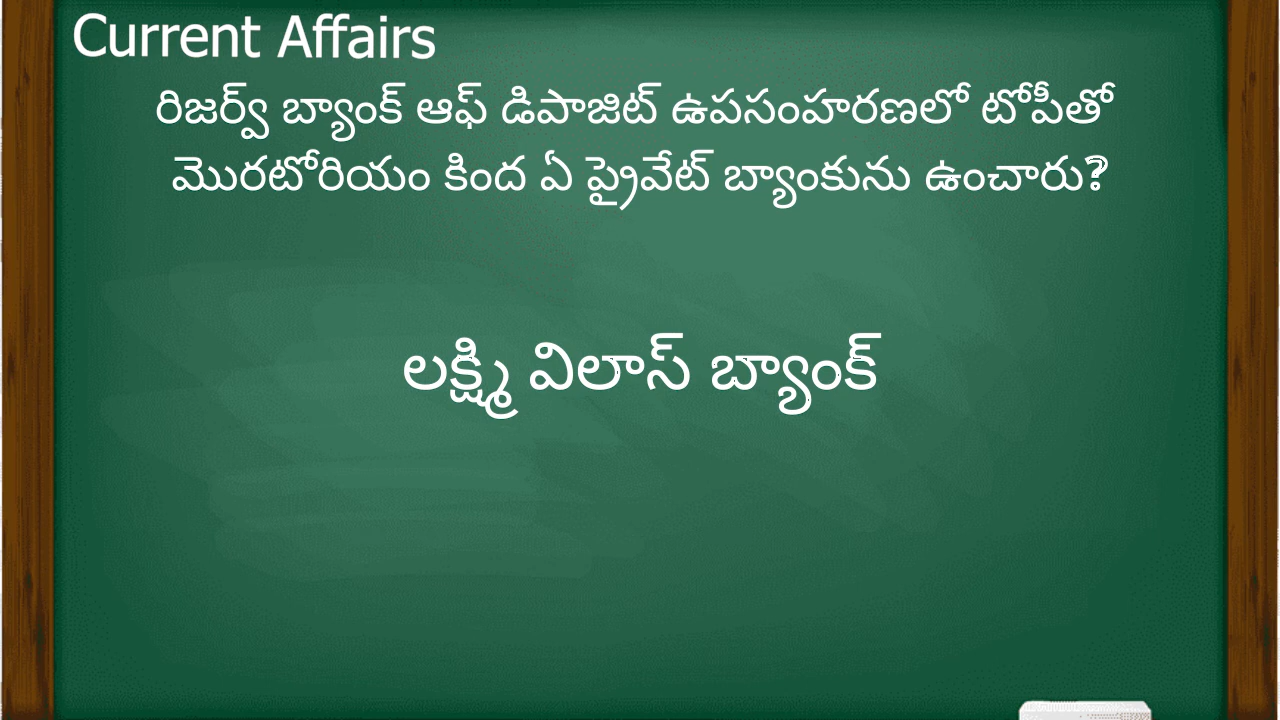 Current Affairs
రిజర్వ్ బ్యాంక్ ఆఫ్ డిపాజిట్ ఉపసంహరణలో టోపీతో
మొరటోరియం కింద ఏ ప్రైవేట్ బ్యాంకును ఉంచారు?
లక్ష్మి విలాస్ బ్యాంక్